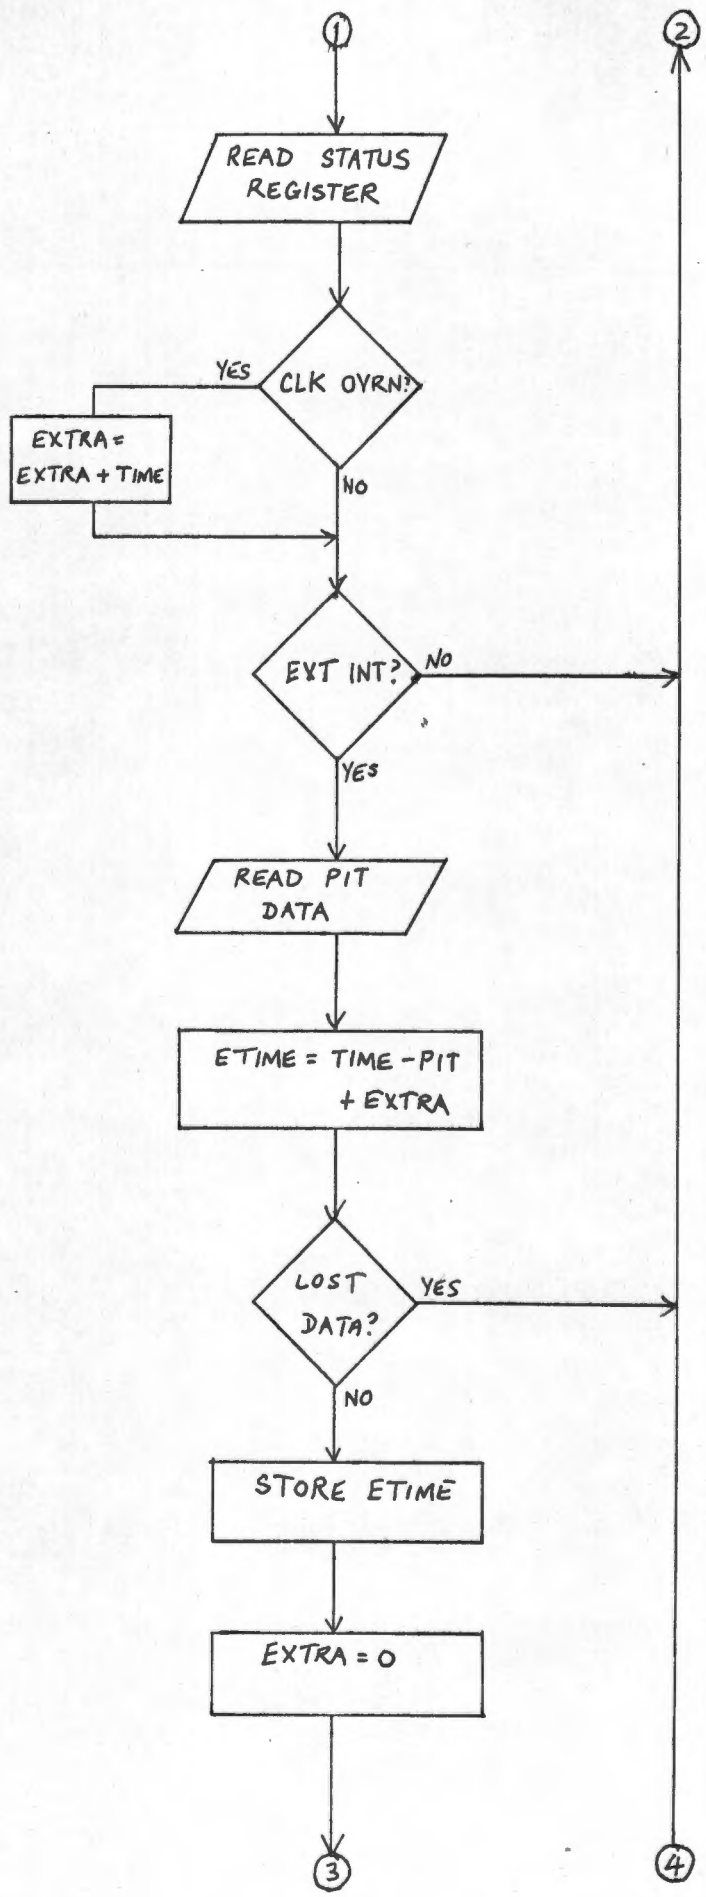 1
2
READ STATUS
REGISTER
YES
CLK OVRN?
EXTRA =
EXTRA + TIME
NO
EXT INT?
NO
YES
READ PIT
DATA
ETIME = TIME - PIT
+ EXTRA
LOST
DATA?
YES
NO
STORE ETIME
EXTRA = 0
3
4